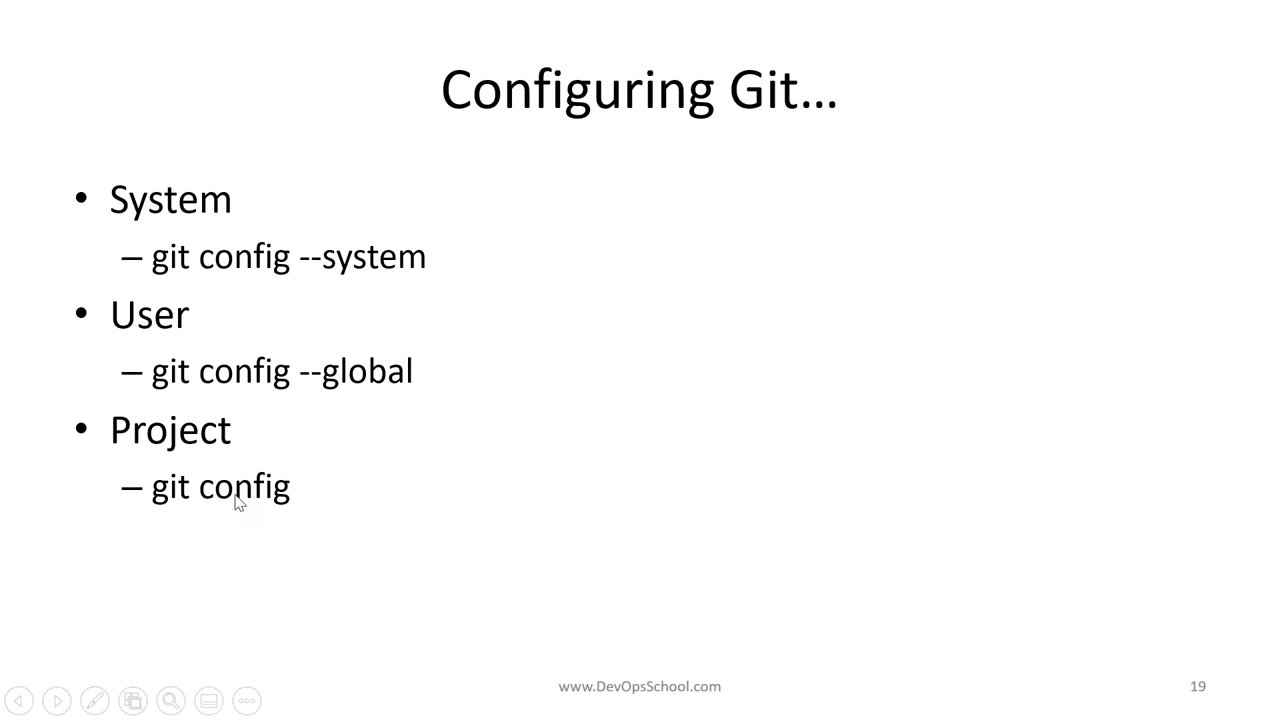 Configuring Git…
• System
– git config --system
• User
– git config --global
• Project
– git config
www.DevOpsSchool.com
19